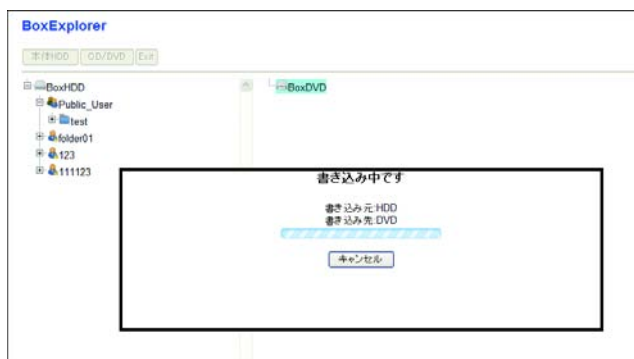 BoxExplorer
本体HDD CD/DVD Exit
BoxHDD
Public_User
test
folder01
123
111123
BoxDVD
書き込み中です
書き込み元:HDD
書き込み先:DVD
キャンセル